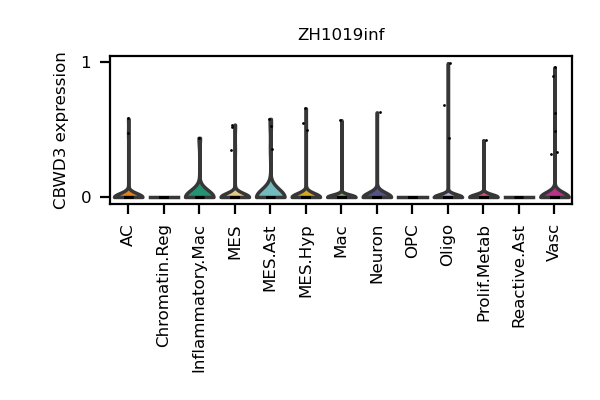 ZH1019inf
CBWD3 expression
1
0
AC
Chromatin.Reg
Inflammatory.Mac
MES
MES.Ast
MES.Hyp
Mac
Neuron
OPC
Oligo
Prolif.Metab
Reactive.Ast
Vasc